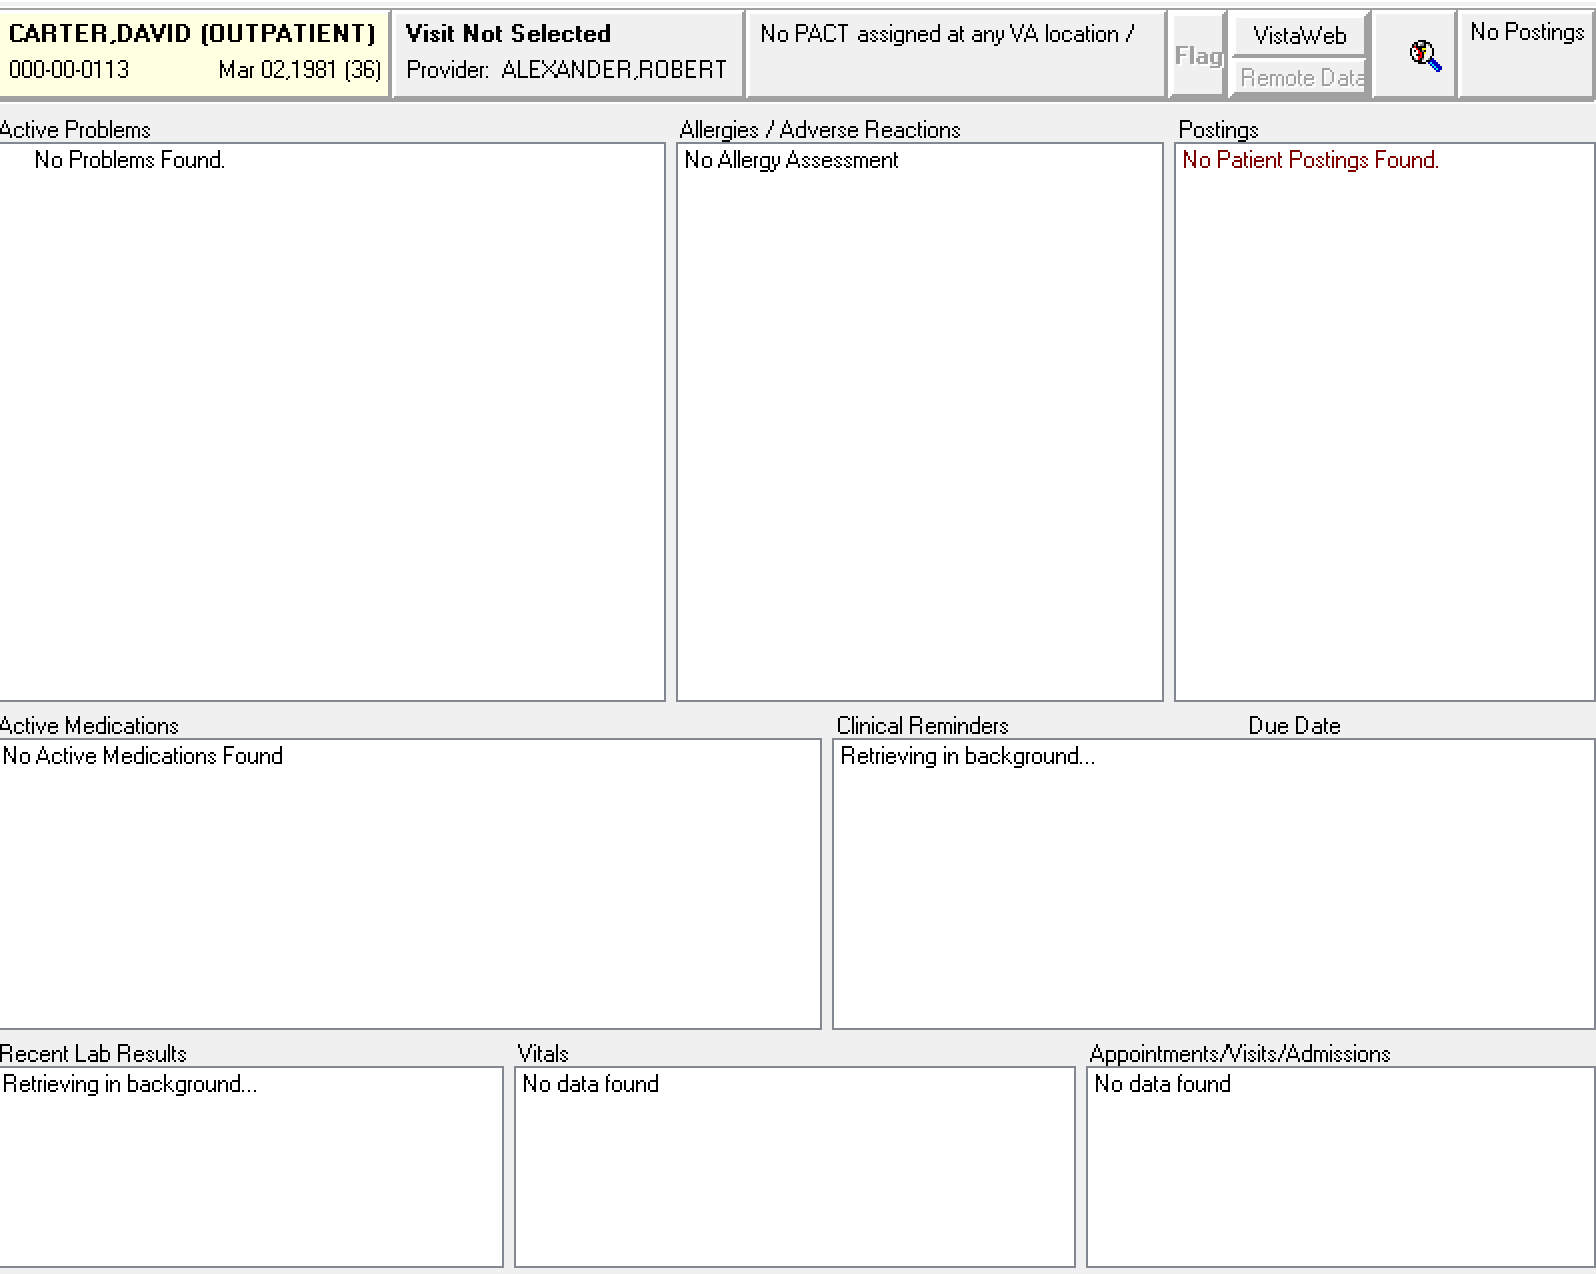 CARTER,DAVID (OUTPATIENT)
000-00-0113 Mar 02,1981 (36)
Visit Not Selected
Provider: ALEXANDER,ROBERT
No PACT assigned at any VA location /
Flag
VistaWeb
Remote Data
No Postings
Active Problems
No Problems Found.
Allergies / Adverse Reactions
No Allergy Assessment
Postings
No Patient Postings Found.
Active Medications
No Active Medications Found
Clinical Reminders Due Date
Retrieving in background...
Recent Lab Results
Retrieving in background...
Vitals
No data found
Appointments/Visits/Admissions
No data found